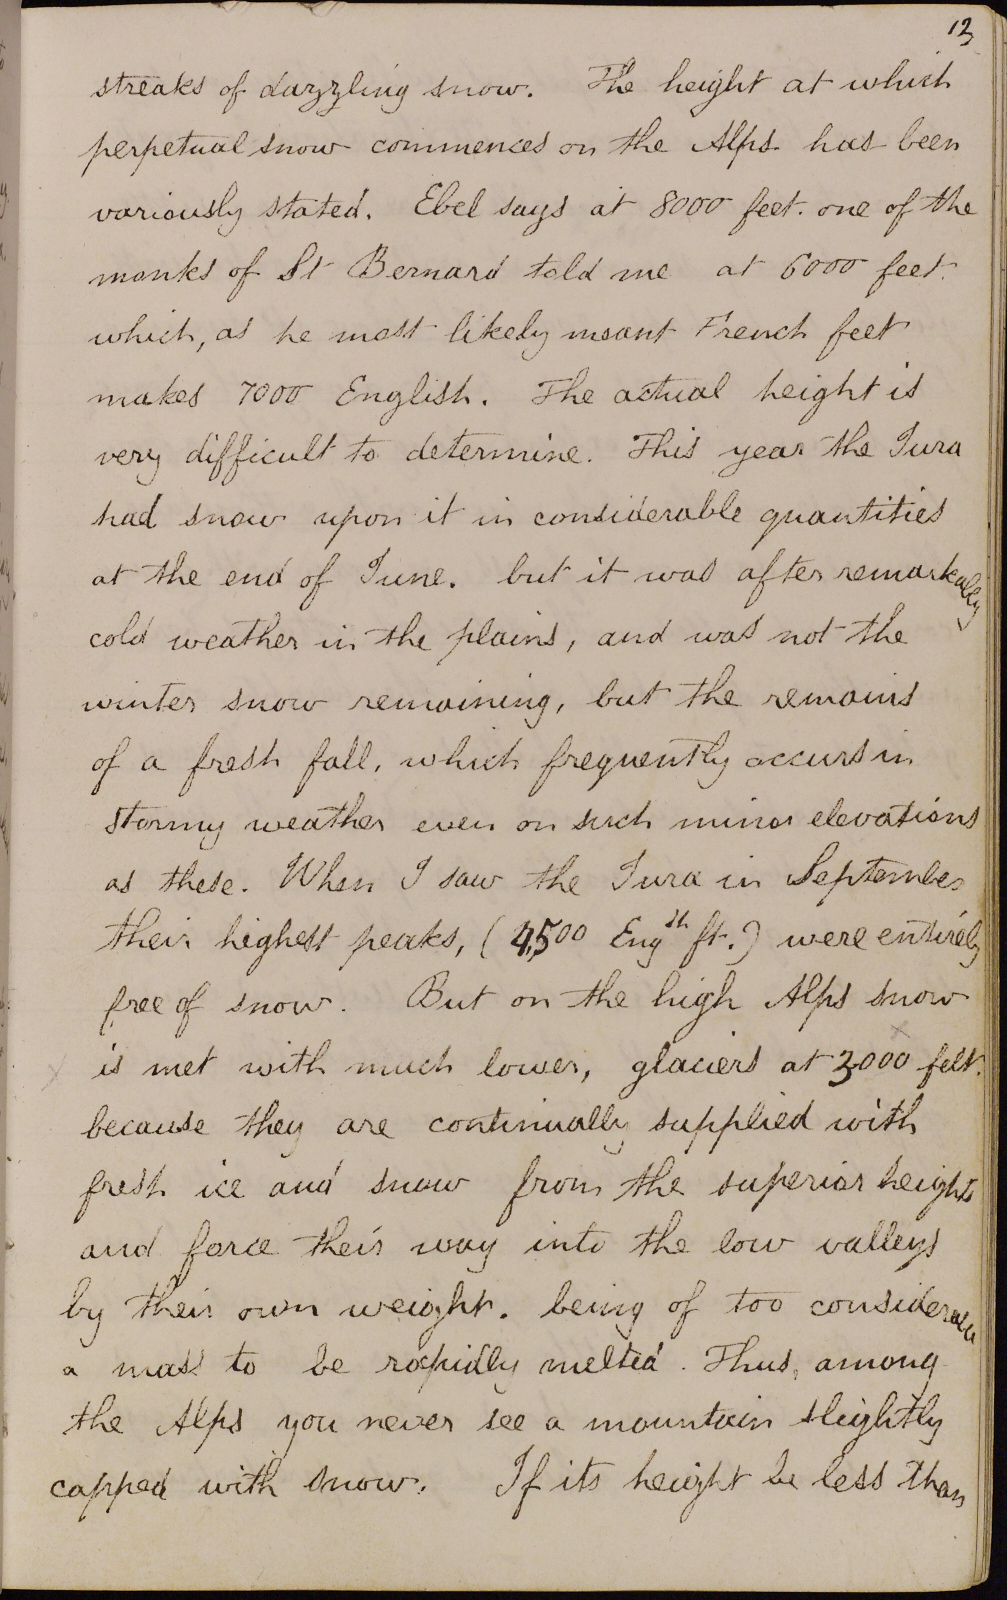 13
streaks of dazzling snow. The height at which
perpetual snow commences on the Alps has been
variously stated. Ebel says at 8000 feet. one of the
monks of St Bernard told me at 6000 feet.
which, as he most likely meant French feet
makes 7000 English. The actual height is
very difficult to determine. This year the Jura
had snow upon it in considerable quantities
at the end of June. but it was after remarkably
cold weather in the plains, and was not the
winter snow remaining, but the remains
of a fresh fall, which frequently occurs in
stormy weather even on such minor elevations
as these. When I saw the Jura in September
their highest peaks, (4,500 Engsh ft.) were entirely
free of snow. But on the high Alps snow
x is met with much lower, glaciers at 3000 x feet.
because they are continually supplied with
fresh ice and snow from the superior heights
and force their way into the low valleys
by their own weight. being of too considerable
a mass to be rapidly melted. Thus, among
the Alps you never see a mountain slightly
capped with snow. If its height be less than